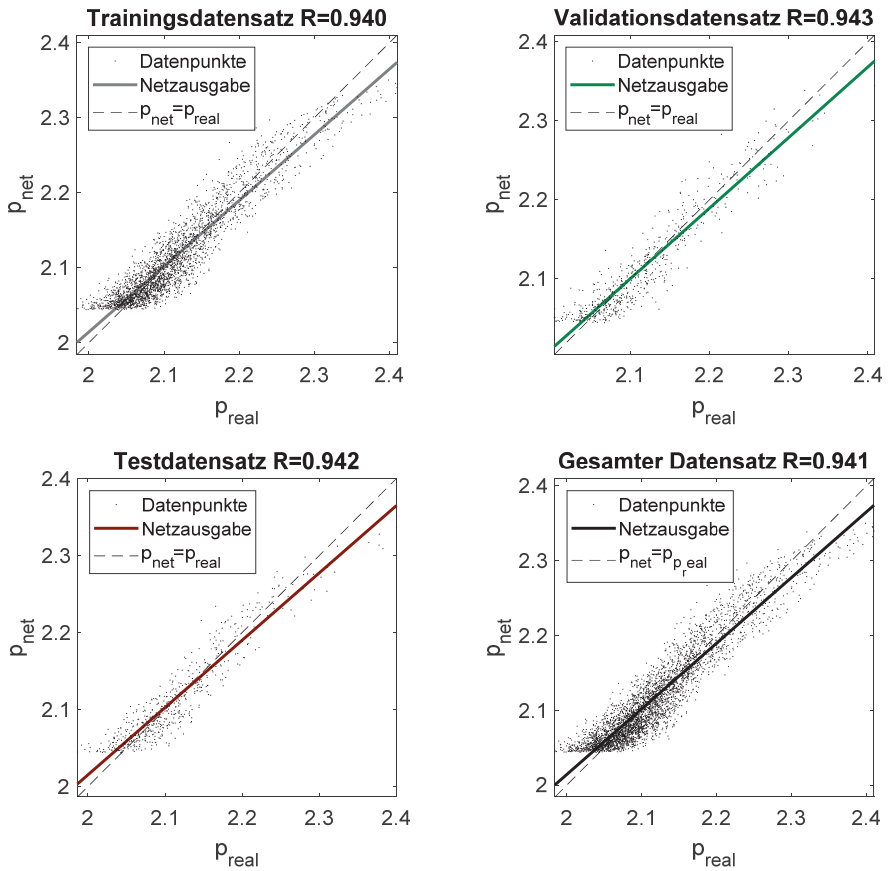 Trainingsdatensatz R=0.940
2.4
2.3
2.2
2.1
2
p_net
Datenpunkte
Netzausgabe
p_net=p_real
2
2.1
2.2
2.3
2.4
p_real
Validationsdatensatz R=0.943
2.4
2.3
2.2
2.1
p_net
Datenpunkte
Netzausgabe
p_net=p_real
2.1
2.2
2.3
2.4
p_real
Testdatensatz R=0.942
2.4
2.3
2.2
2.1
2
p_net
Datenpunkte
Netzausgabe
p_net=p_real
2
2.1
2.2
2.3
2.4
p_real
Gesamter Datensatz R=0.941
2.4
2.3
2.2
2.1
2
p_net
Datenpunkte
Netzausgabe
p_net=p_p_real
2
2.1
2.2
2.3
2.4
p_real